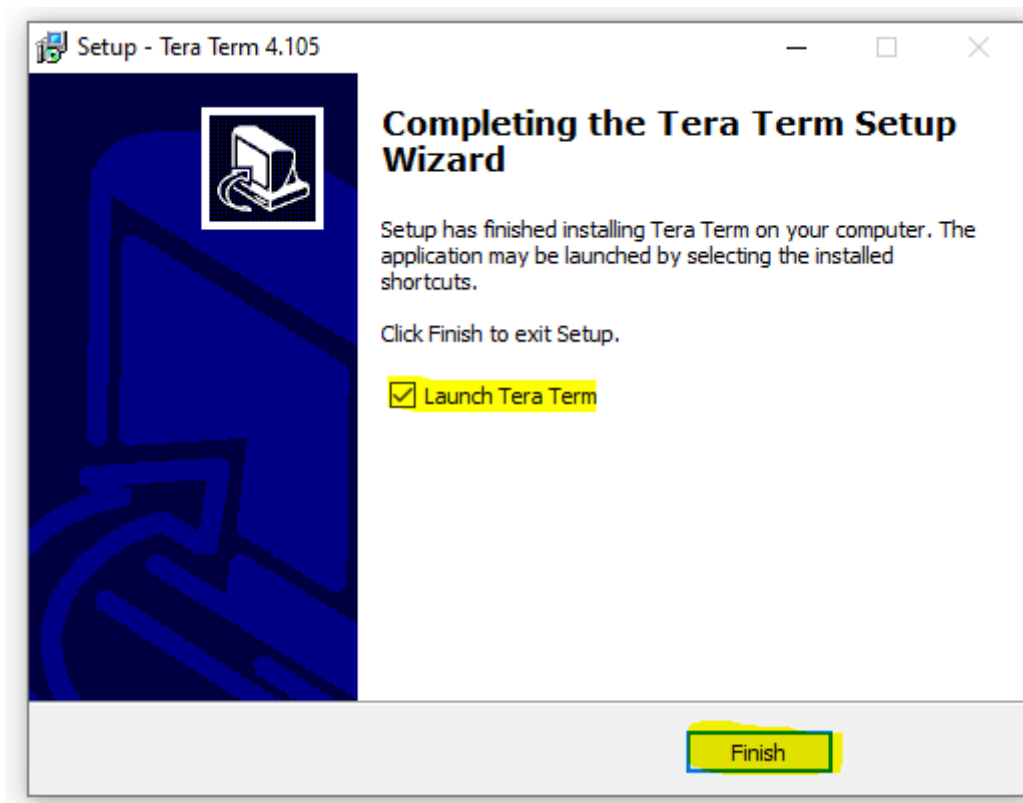 Setup - Tera Term 4.105
Completing the Tera Term Setup
Wizard
Setup has finished installing Tera Term on your computer. The
application may be launched by selecting the installed
shortcuts.
Click Finish to exit Setup.
Launch Tera Term
Finish